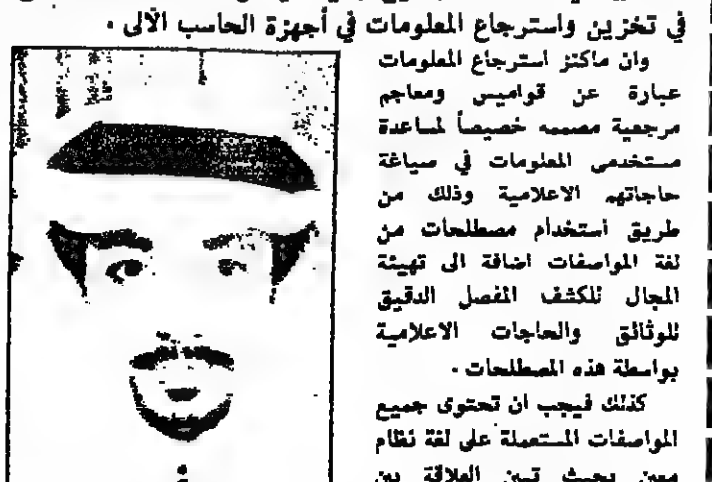 في تخزين واسترجاع المعلومات في أجهزة الحاسب الآلى .
وان ماكنز استرجاع المعلومات
عبارة عن قواميس ومعاجم
مرجعية مصممه خصيصاً لمساعدة
مستخدمى المعلومات في صياغة
حاجاتهم الاعلامية وذلك من
طريق استخدام مصطلحات من
لغة المواصفات اضافة الى تهيئة
المجال للكشف المفصل الدقيق
للوثائق والحاجات الاعلامية
بواسطة هذه المصطلحات .
كذلك فيجب ان تحتوى جميع
المواصفات المستعملة على لغة نظام
معين بحيث تبين العلاقة بين